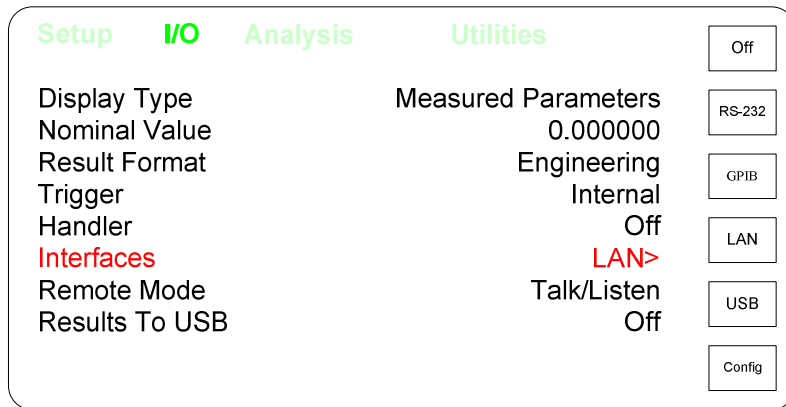 Setup I/O Analysis Utilities
Display Type Measured Parameters
Nominal Value 0.000000
Result Format Engineering
Trigger Internal
Handler Off
Interfaces LAN>
Remote Mode Talk/Listen
Results To USB Off
Off
RS-232
GPIB
LAN
USB
Config